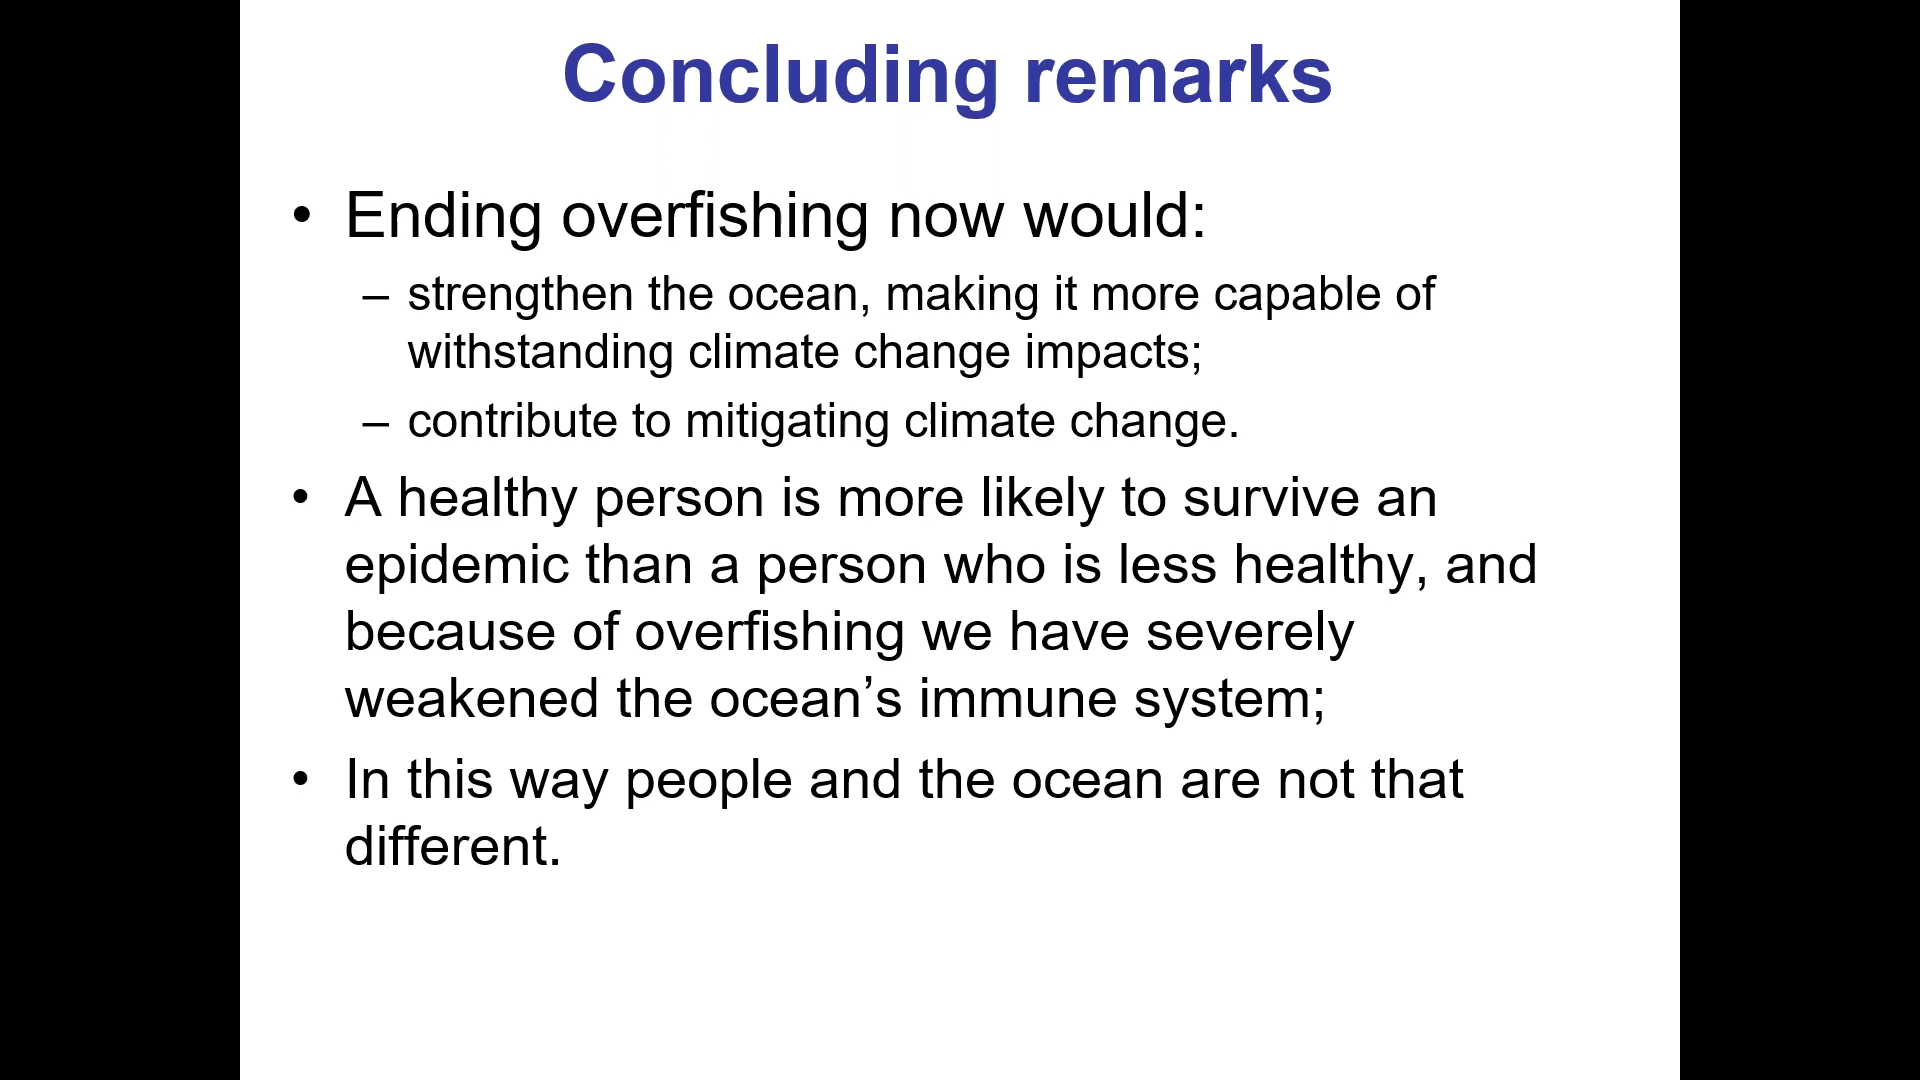 Concluding remarks
• Ending overfishing now would:
– strengthen the ocean, making it more capable of
withstanding climate change impacts;
– contribute to mitigating climate change.
• A healthy person is more likely to survive an
epidemic than a person who is less healthy, and
because of overfishing we have severely
weakened the ocean’s immune system;
• In this way people and the ocean are not that
different.